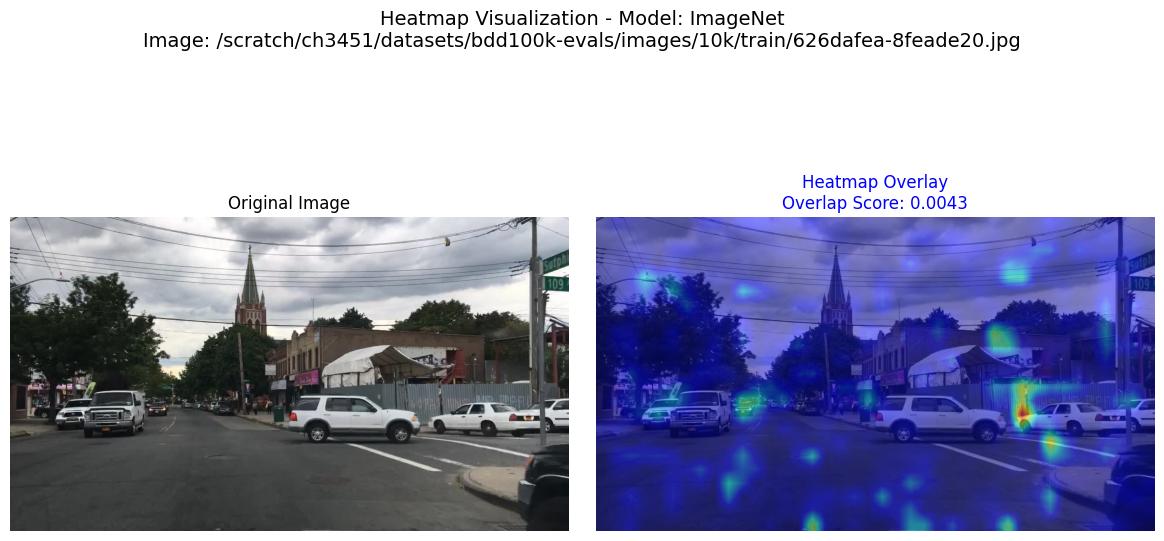 Heatmap Visualization - Model: ImageNet
Image: /scratch/ch3451/datasets/bdd100k-evals/images/10k/train/626dafea-8feade20.jpg
Original Image
Heatmap Overlay
Overlap Score: 0.0043
109